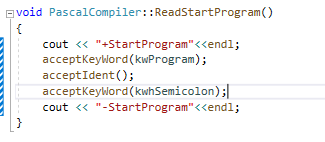 void PascalCompiler::ReadStartProgram()
{
cout << "+StartProgram"<<endl;
acceptKeyWord(kwProgram);
acceptIdent();
acceptKeyWord(kwhSemicolon);
cout << "-StartProgram"<<endl;
}